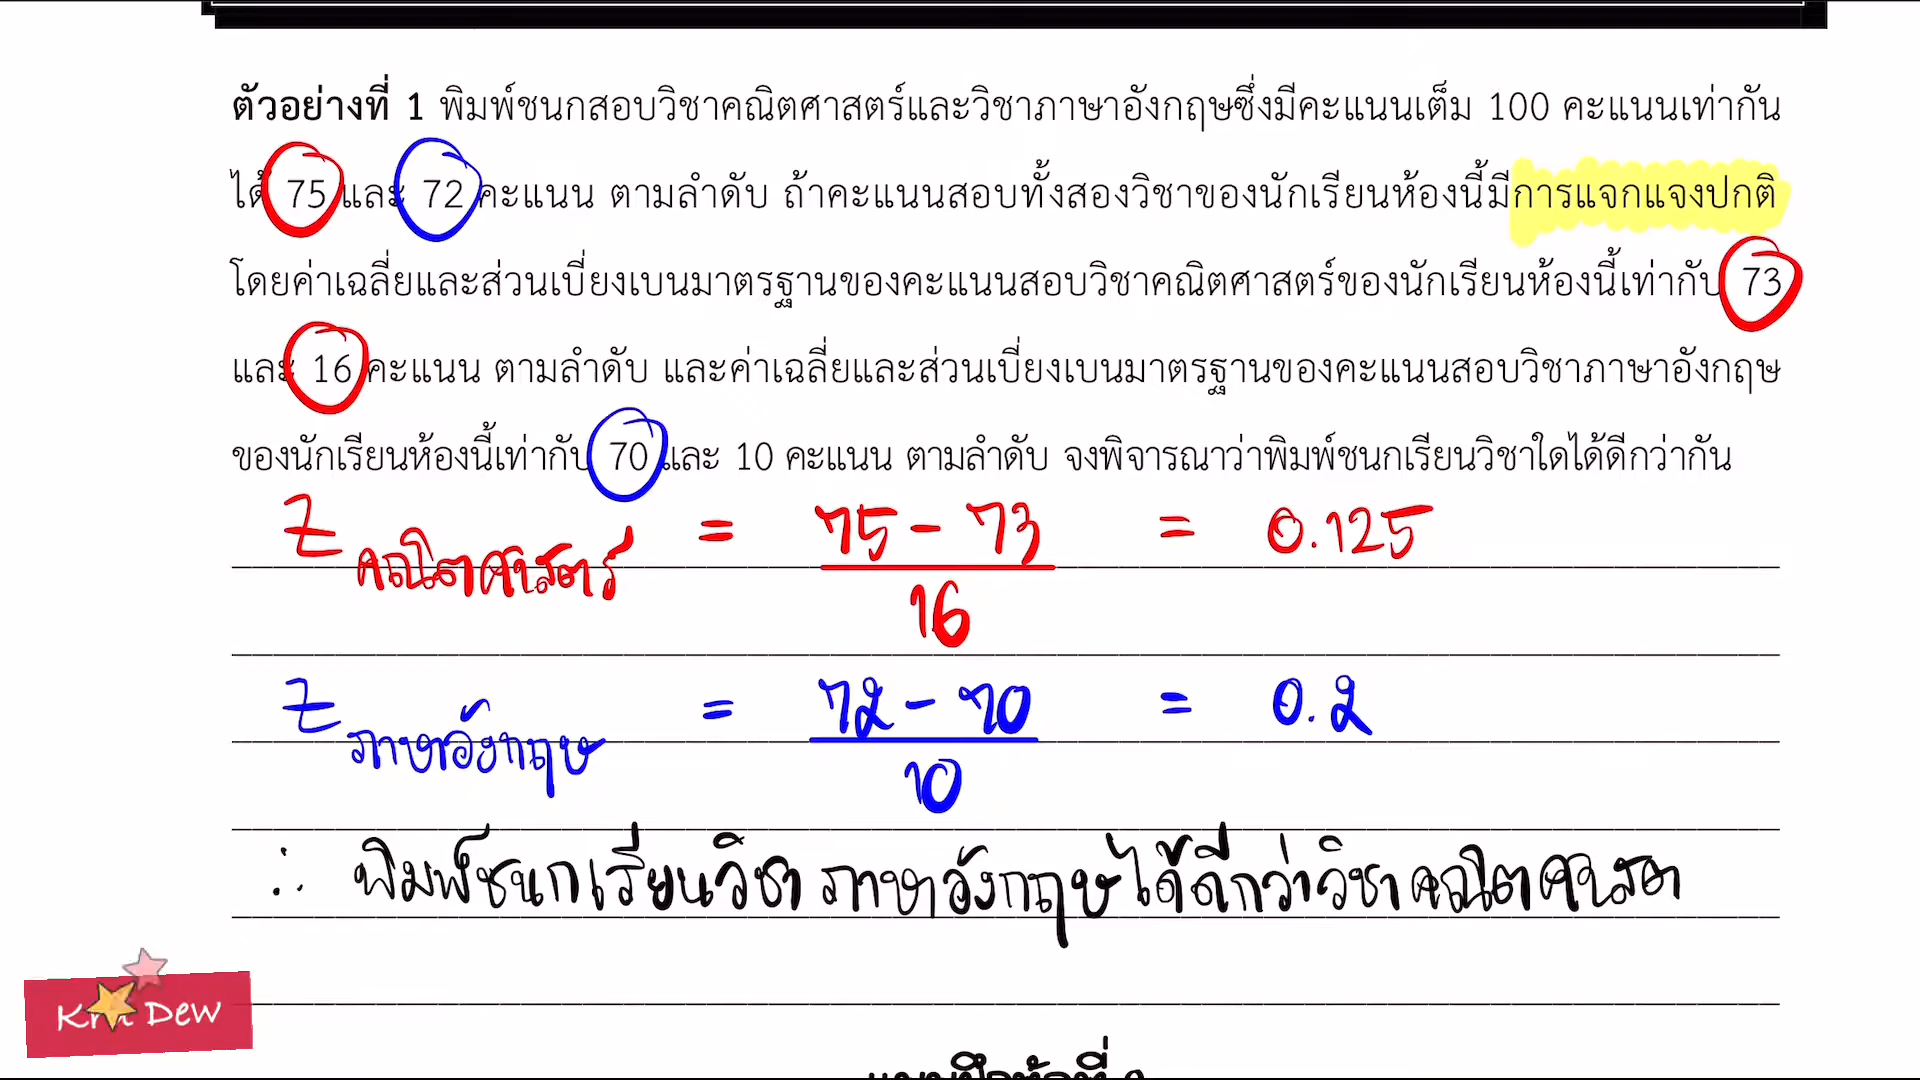 ตัวอย่างที่ 1 พิมพ์ชนกสอบวิชาคณิตศาสตร์และวิชาภาษาอังกฤษซึ่งมีคะแนนเต็ม 100 คะแนนเท่ากัน
ได้ 75 และ 72 คะแนน ตามลำดับ ถ้าคะแนนสอบทั้งสองวิชาของนักเรียนห้องนี้มีการแจกแจงปกติ
โดยค่าเฉลี่ยและส่วนเบี่ยงเบนมาตรฐานของคะแนนสอบวิชาคณิตศาสตร์ของนักเรียนห้องนี้เท่ากับ 73
และ 16 คะแนน ตามลำดับ และค่าเฉลี่ยและส่วนเบี่ยงเบนมาตรฐานของคะแนนสอบวิชาภาษาอังกฤษ
ของนักเรียนห้องนี้เท่ากับ 70 และ 10 คะแนน ตามลำดับ จงพิจารณาว่าพิมพ์ชนกเรียนวิชาใดได้ดีกว่ากัน
Z คณิตศาสตร์ = 75 - 73 = 0.125
16
Z ภาษาอังกฤษ = 72 - 70 = 0.2
10
∴ พิมพ์ชนกเรียนวิชาภาษาอังกฤษได้ดีกว่าวิชาคณิตศาสต
Dew